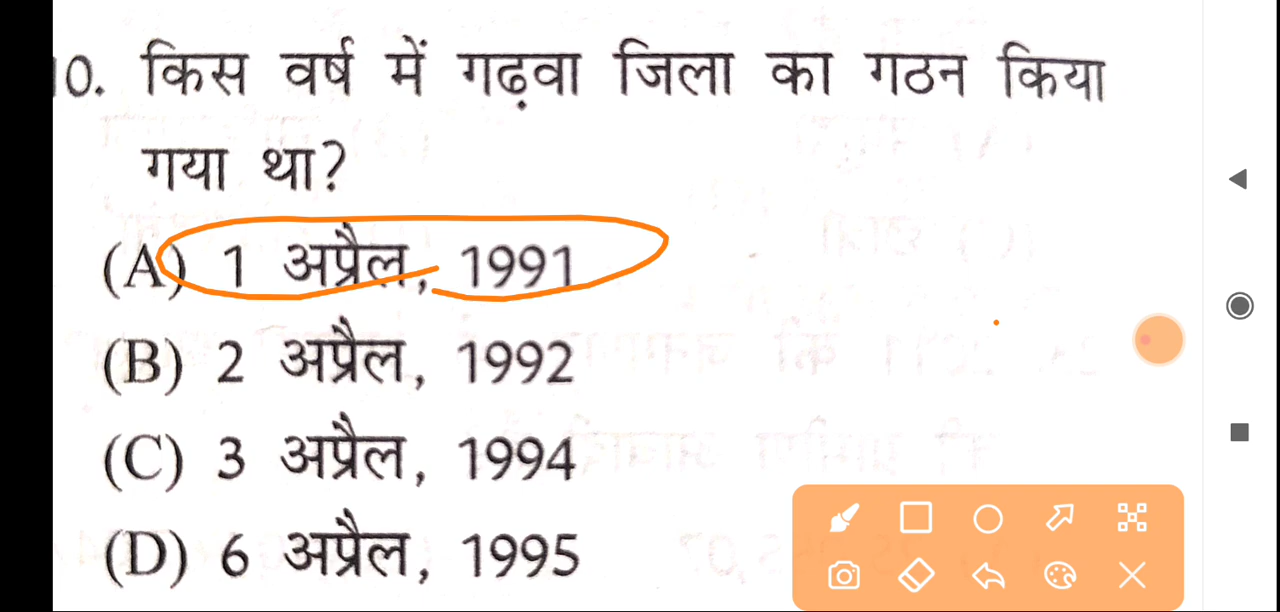 10. किस वर्ष में गढ़वा जिला का गठन किया
गया था?
(A) 1 अप्रैल, 1991
(B) 2 अप्रैल, 1992
(C) 3 अप्रैल, 1994
(D) 6 अप्रैल, 1995